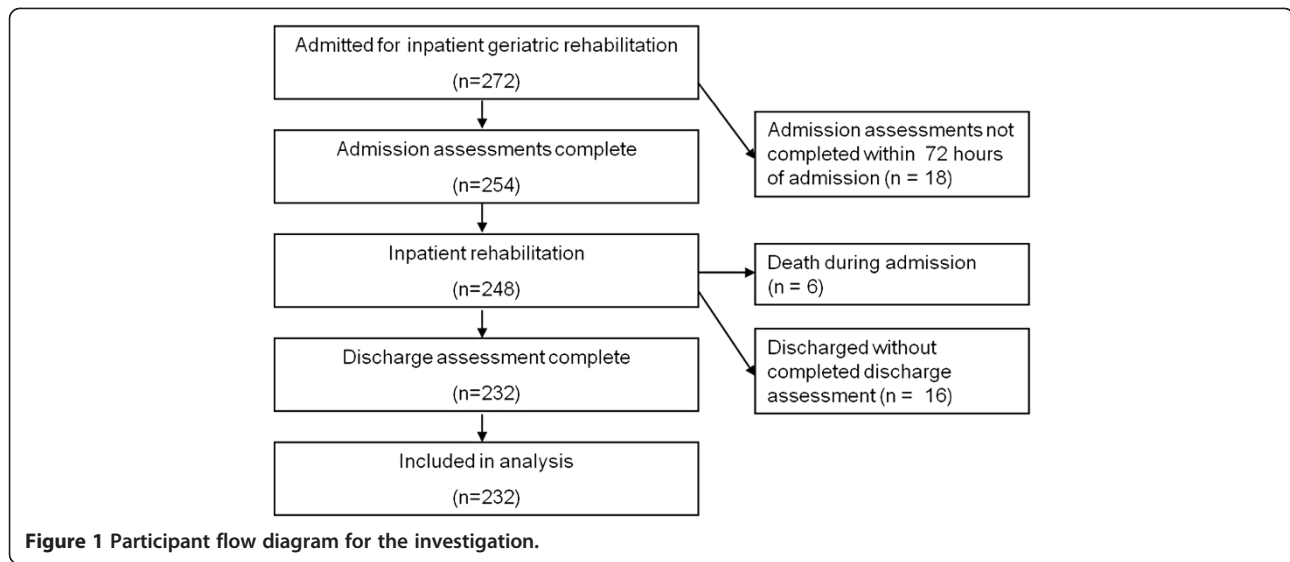 Admitted for inpatient geriatric rehabilitation
(n=272)
Admission assessments not
completed within 72 hours
of admission (n = 18)
Admission assessments complete
(n=254)
Inpatient rehabilitation
(n=248)
Death during admission
(n = 6)
Discharged without
completed discharge
assessment (n = 16)
Discharge assessment complete
(n=232)
Included in analysis
(n=232)
Figure 1 Participant flow diagram for the investigation.